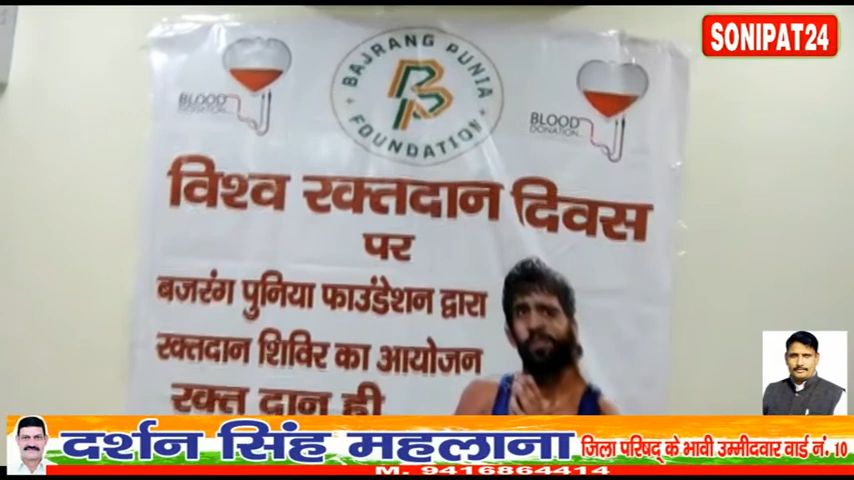 SONIPAT24
BAJRANG PUNIA
FOUNDATION
BLOOD
DONATION
BLOOD
DONATION
विश्व रक्तदान दिवस
पर
बजरंग पुनिया फाउंडेशन द्वारा
रक्तदान शिविर का आयोजन
रक्त दान ही
दर्शन सिंह महलाना जिला परिषद् के भावी उम्मीदवार वार्ड नं. 10
M. 9416864414